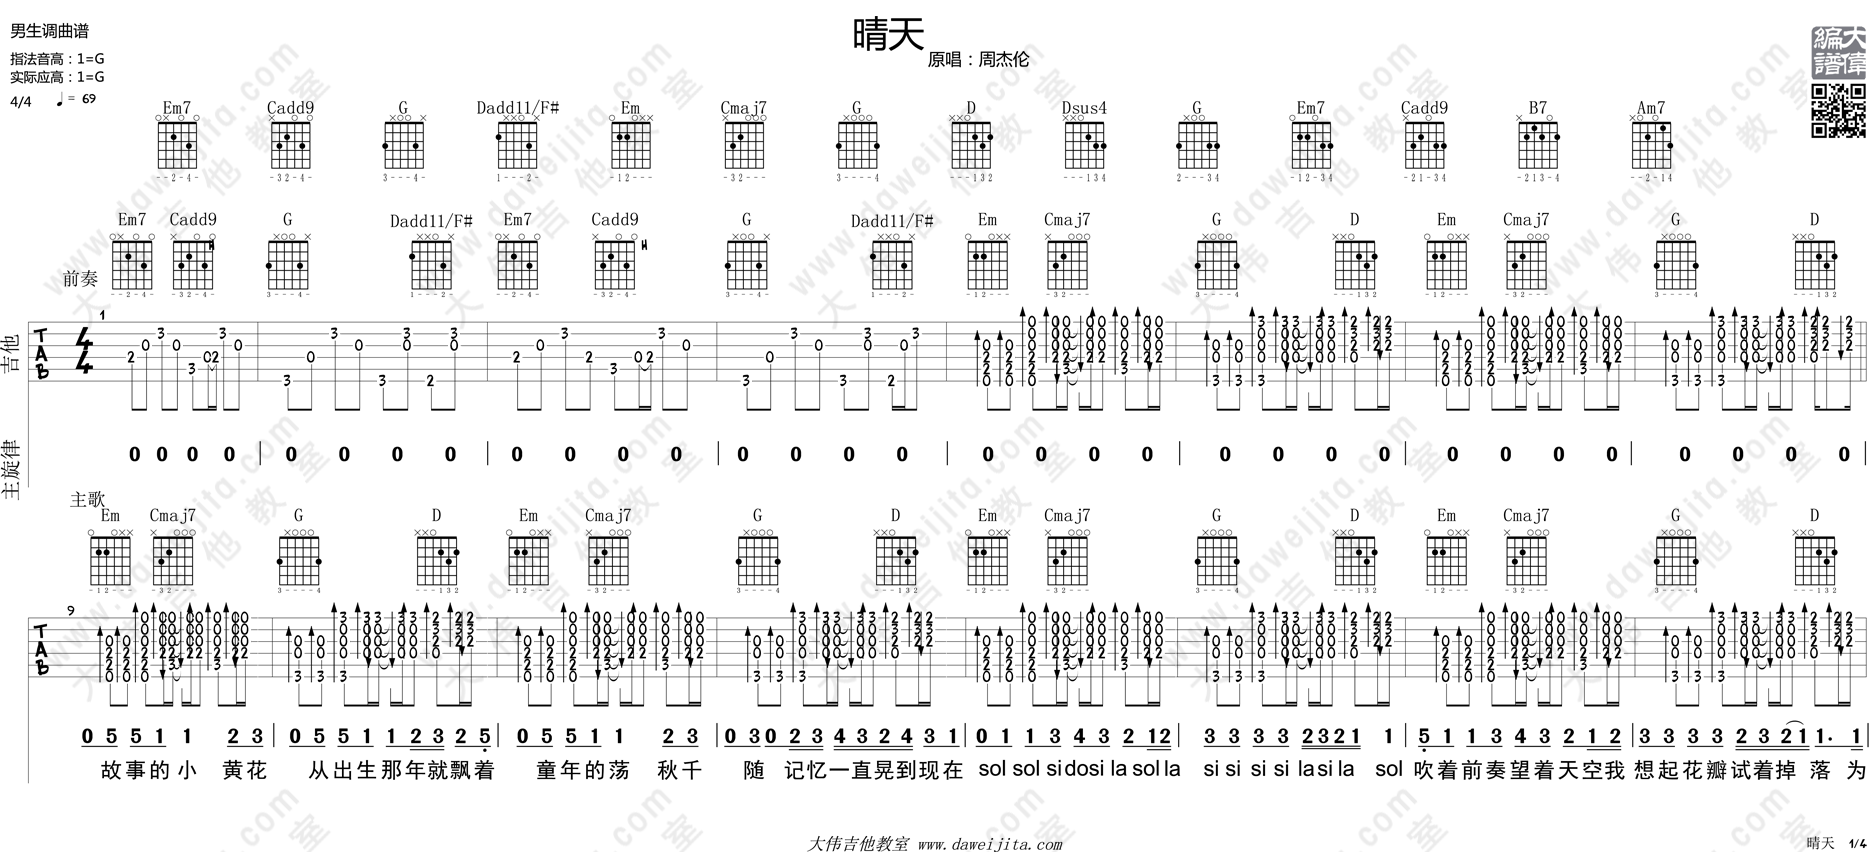 晴天
男生调曲谱
原唱：周杰伦
指法音高：1=G
实际应高：1=G
4/4 ♩= 69
大伟
编谱
Em7 Cadd9 G Dadd11/F# Em Cmaj7 G D Dsus4 G Em7 Cadd9 B7 Am7
Em7 Cadd9 G Dadd11/F# Em7 Cadd9 G Dadd11/F# Em Cmaj7 G D Em Cmaj7 G D
前奏
1
吉他
TAB 4/4
主旋律
0 0 0 0 | 0 0 0 0 | 0 0 0 0 | 0 0 0 0 | 0 0 0 0 | 0 0 0 0 | 0 0 0 0 | 0 0 0 0
主歌
Em Cmaj7 G D Em Cmaj7 G D Em Cmaj7 G D Em Cmaj7 G D
9
TAB
0 5 5 1 1 2 3 | 0 5 5 1 1 2 3 2 5 | 0 5 5 1 1 2 3 | 0 3 0 2 3 4 3 2 4 3 1 | 0 1 1 3 4 3 2 1 2 | 3 3 3 3 2 3 2 1 1 | 5 1 1 3 4 3 2 1 2 | 3 3 3 3 2 3 2 1 1. 1
故事的小 黄花 从出生那年就飘着 童年的荡 秋千 随 记忆一直晃到现在 sol sol si dosi la sol la si si si si lasi la sol 吹着前奏望着天空我 想起花瓣试着掉 落 为
大伟吉他教室 www.daweijita.com
晴天 1/4